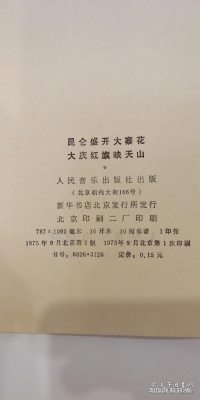 昆仑盛开大寨花
大庆红旗映天山
人民音乐出版社出版
(北京朝内大街166号)
新华书店北京发行所发行
北京印刷二厂印刷
787×1092毫米 16开本 16面乐谱 1印张
1975年9月北京第1版 1975年9月北京第1次印刷
书号：8026·3126 定价：0.15元